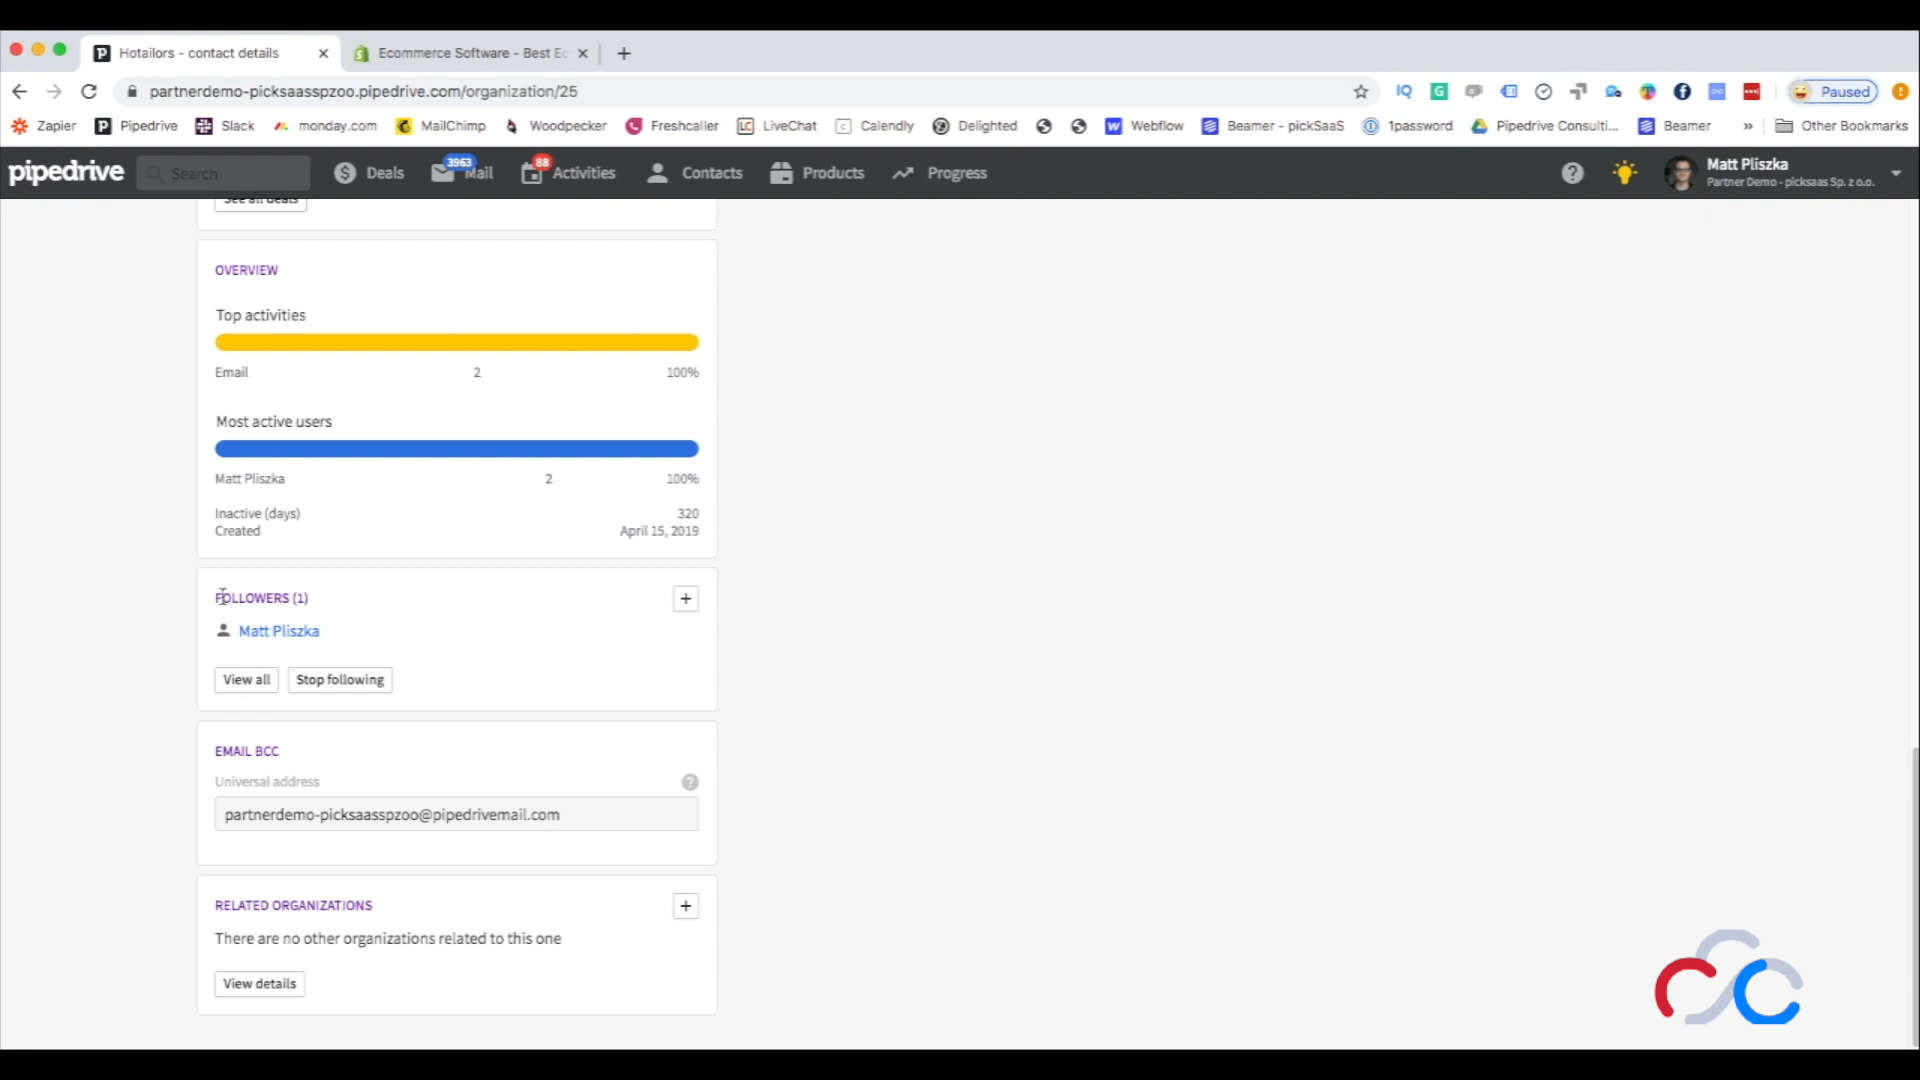 Hotailors - contact details
Ecommerce Software - Best Ec
partnerdemo-picksaasspzoo.pipedrive.com/organization/25
IQ
G
Paused
Zapier
Pipedrive
Slack
monday.com
MailChimp
Woodpecker
Freshcaller
LiveChat
Calendly
Delighted
Webflow
Beamer - pickSaaS
1password
Pipedrive Consulti...
Beamer
»
Other Bookmarks
pipedrive
Search
Deals
3963
Mail
88
Activities
Contacts
Products
Progress
Matt Pliszka
Partner Demo - picksaas Sp. z o.o.
See all deals
OVERVIEW
Top activities
Email 2 100%
Most active users
Matt Pliszka 2 100%
Inactive (days) 320
Created April 15, 2019
FOLLOWERS (1)
Matt Pliszka
View all Stop following
EMAIL BCC
Universal address
partnerdemo-picksaasspzoo@pipedrivemail.com
RELATED ORGANIZATIONS
There are no other organizations related to this one
View details